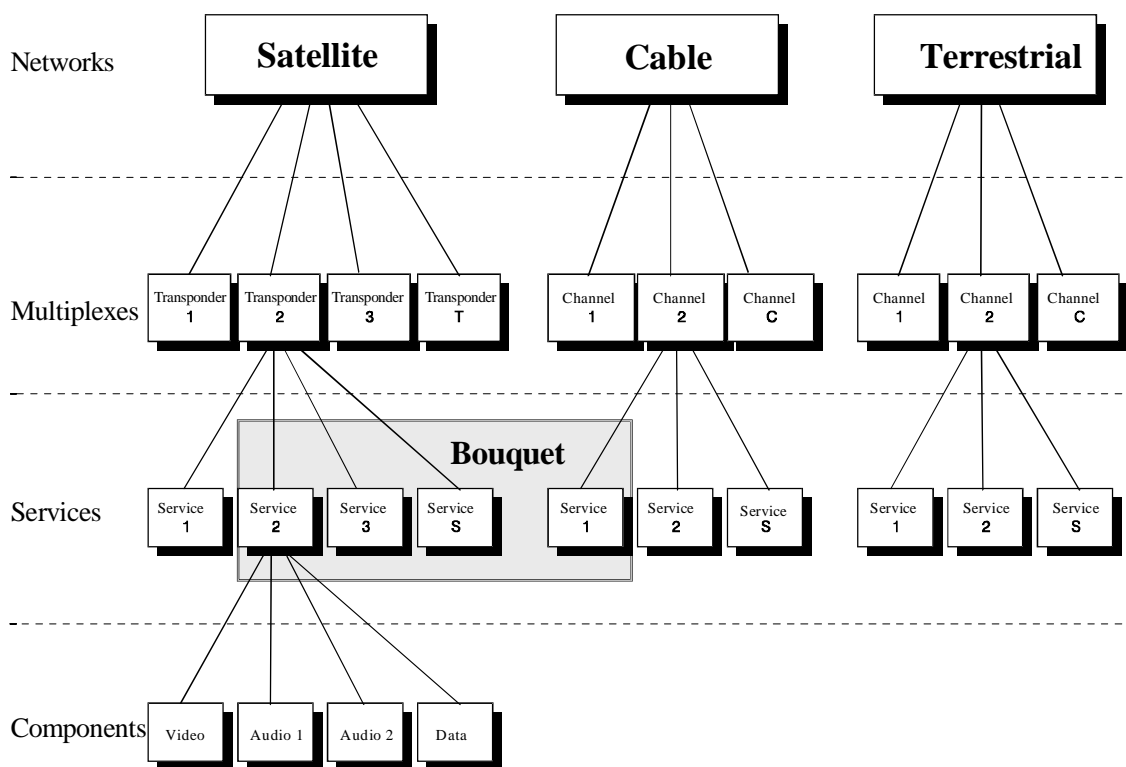 Networks
Satellite
Cable
Terrestrial
Multiplexes
Transponder
1
Transponder
2
Transponder
3
Transponder
T
Channel
1
Channel
2
Channel
C
Channel
1
Channel
2
Channel
C
Bouquet
Services
Service
1
Service
2
Service
3
Service
S
Service
1
Service
2
Service
S
Service
1
Service
2
Service
S
Components
Video
Audio 1
Audio 2
Data